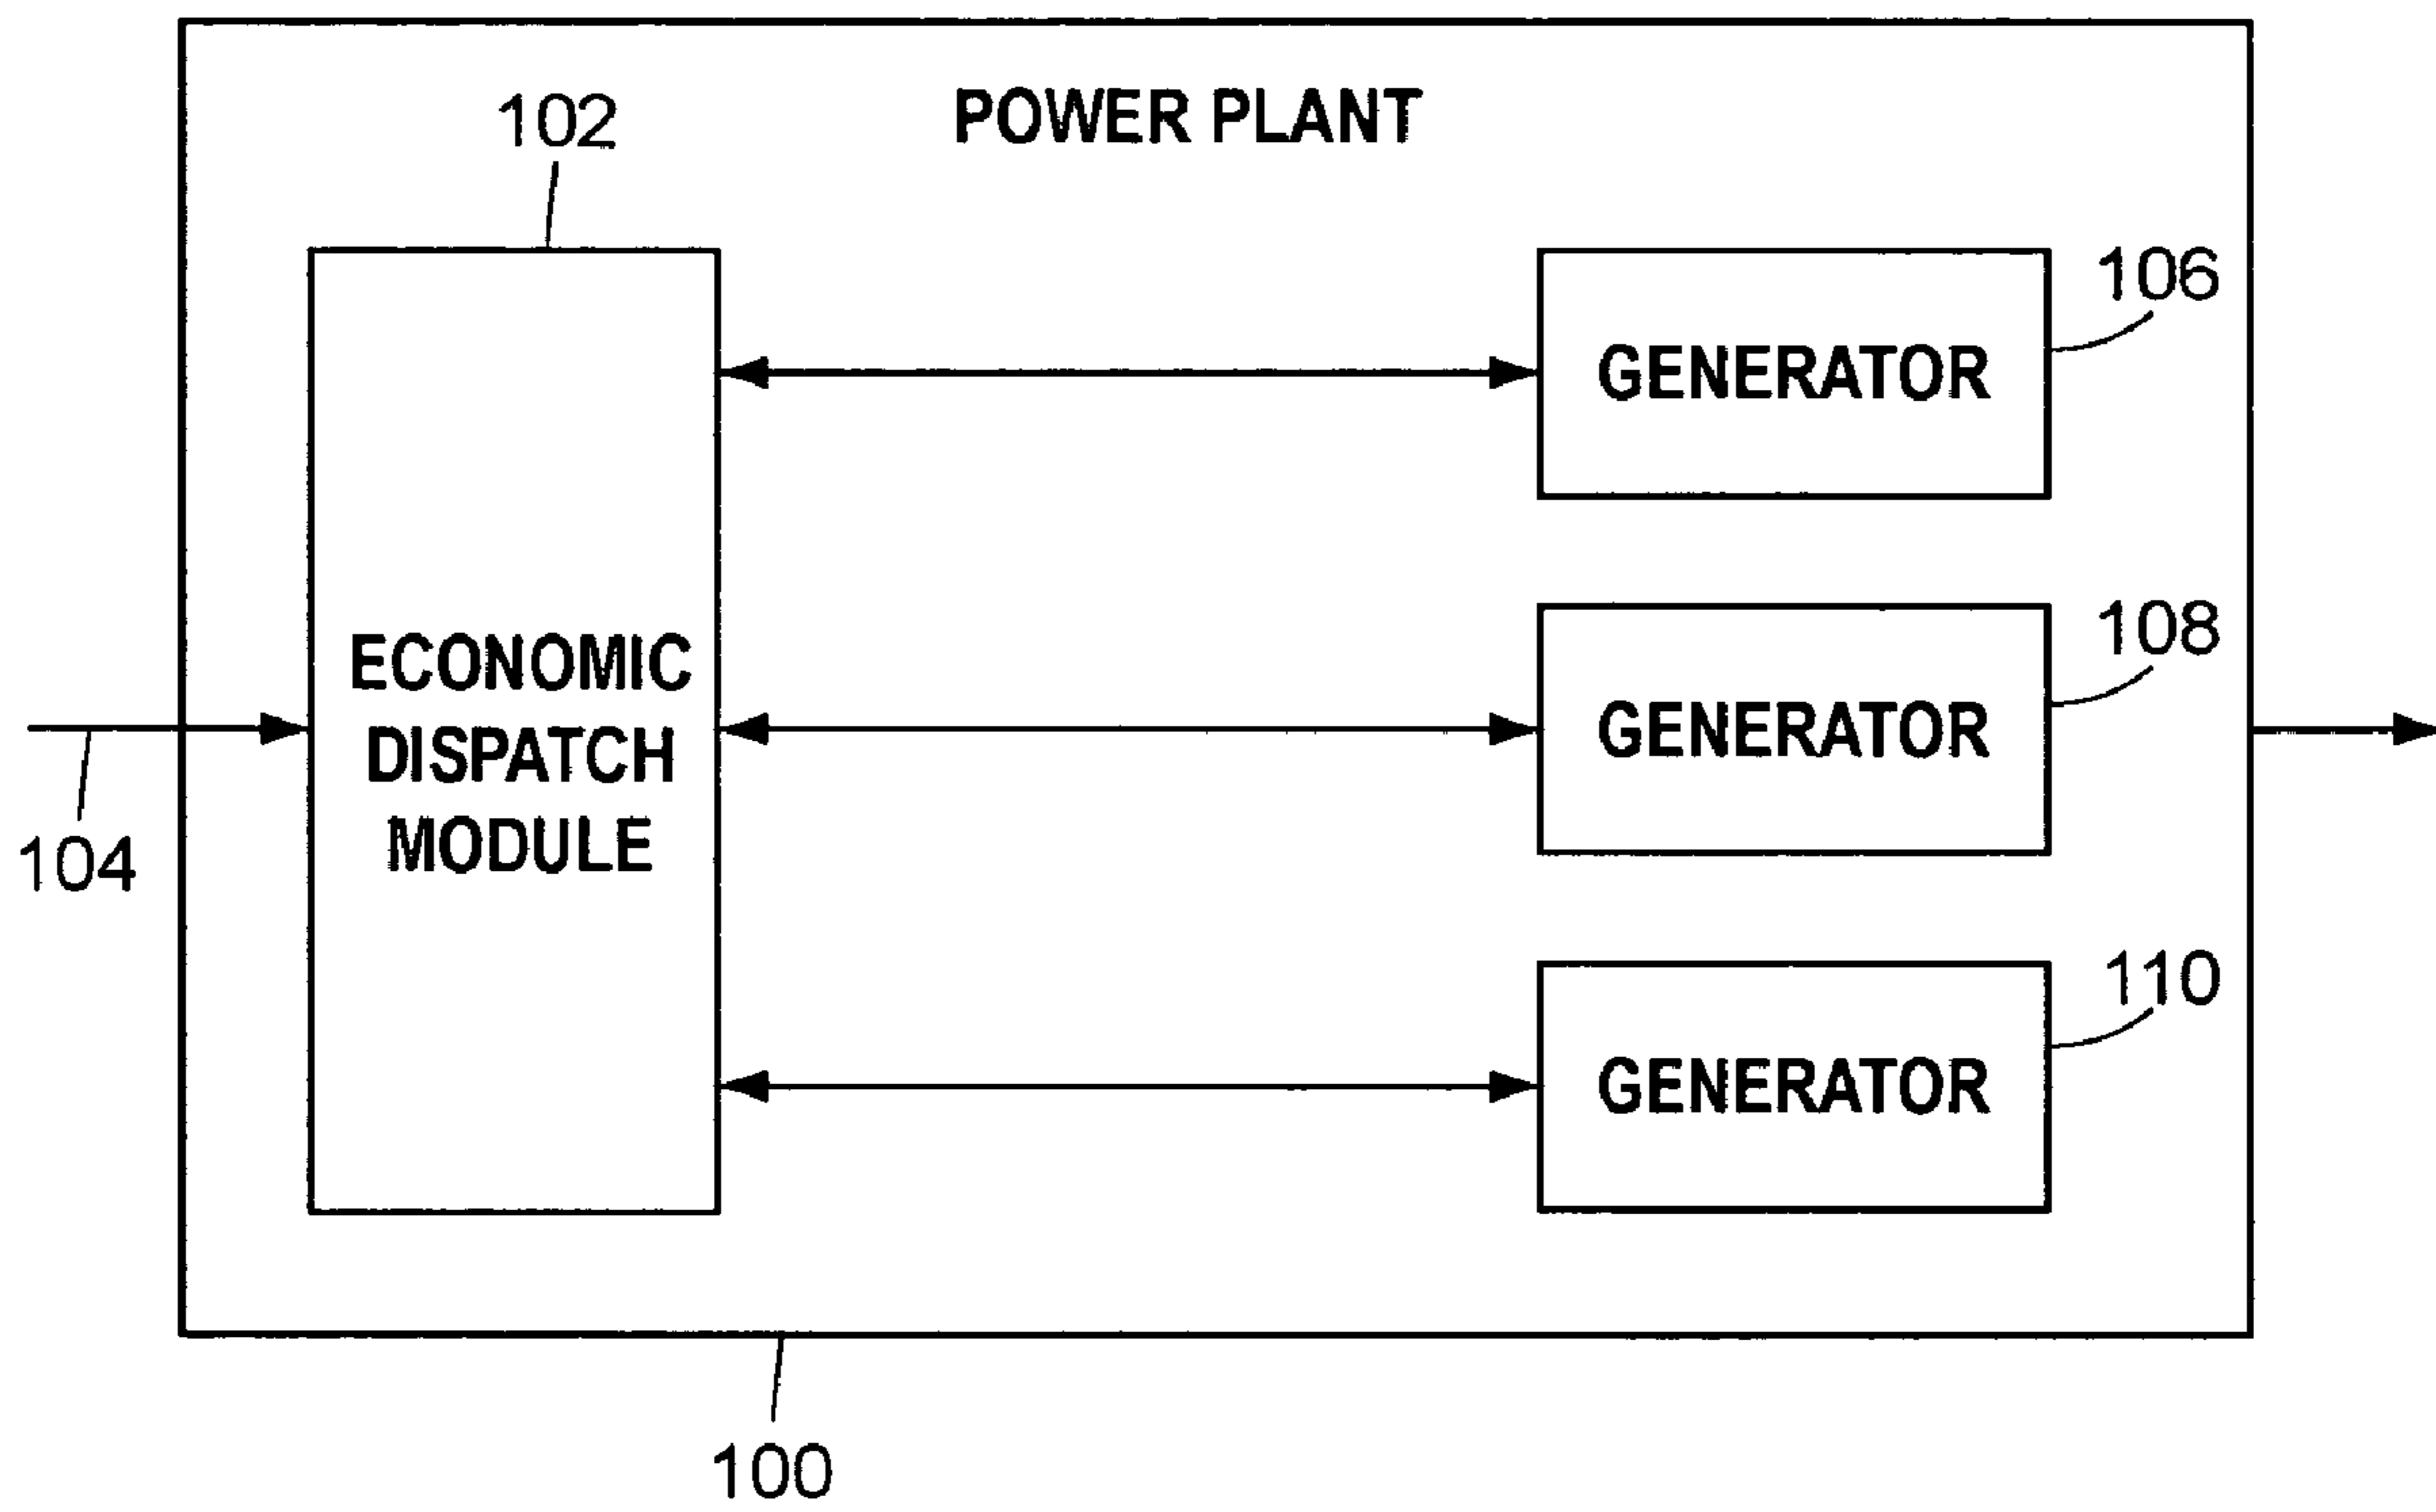 POWER PLANT
102
106
GENERATOR
108
ECONOMIC
DISPATCH
MODULE
GENERATOR
104
110
GENERATOR
100